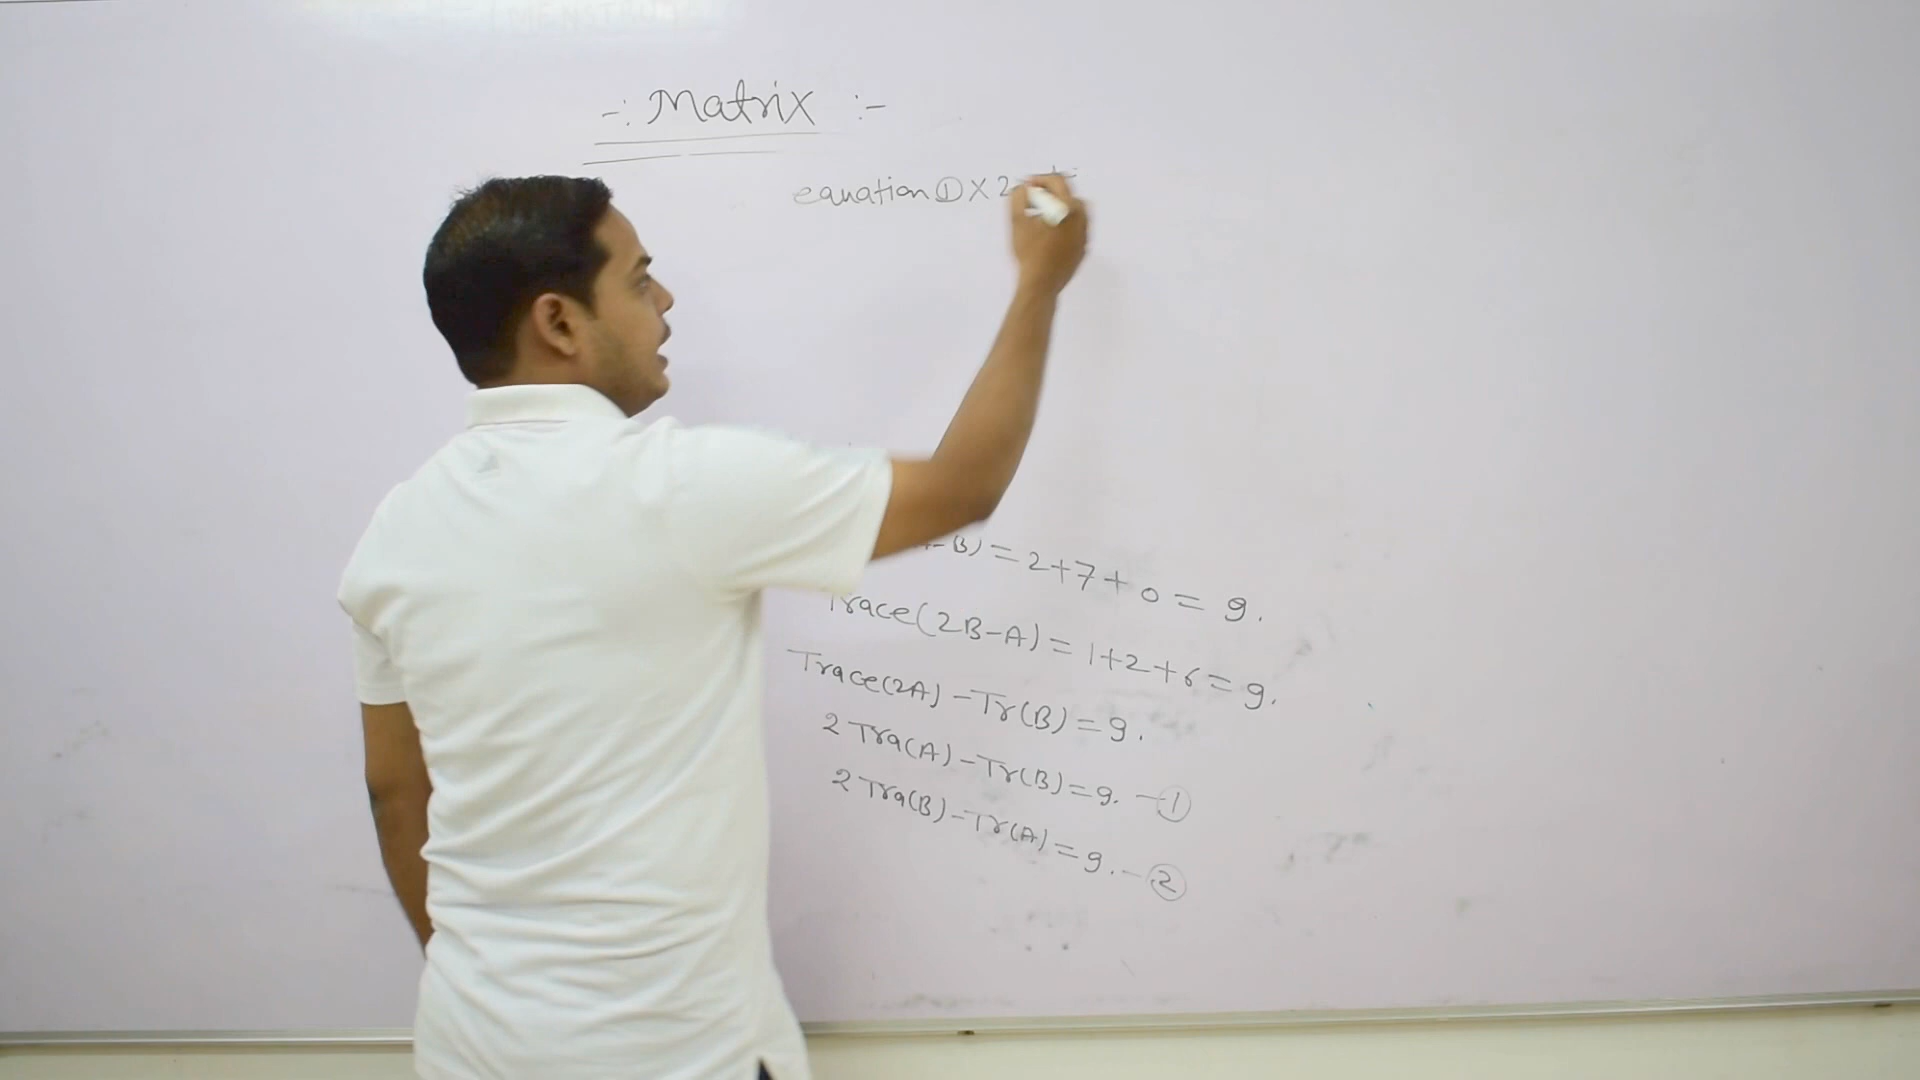 -: Matrix :-
equation ① X 2
-B) = 2+7+0 = 9.
Trace(2B-A) = 1+2+6 = 9.
Trace(2A) - Tr(B) = 9.
2 Tra(A) - Tr(B) = 9. - ①
2 Tra(B) - Tr(A) = 9. - ②